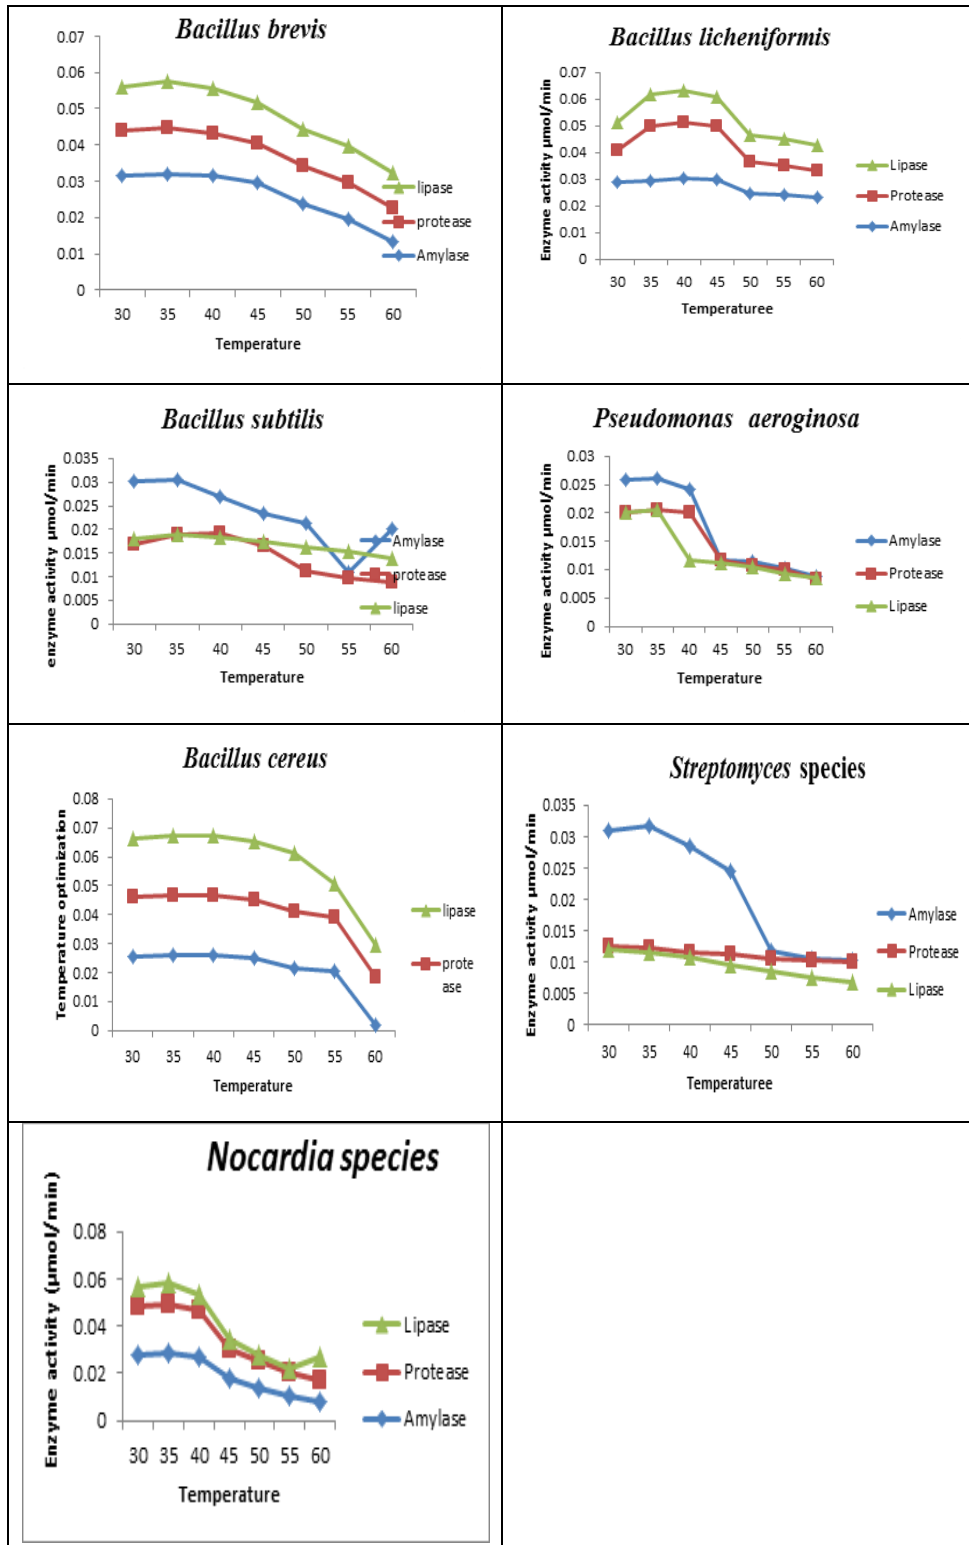 Bacillus brevis
0.07
0.06
0.05
0.04
0.03
0.02
0.01
0
30 35 40 45 50 55 60
Temperature
lipase
protease
Amylase
Bacillus licheniformis
Enzyme activity µmol/min
0.07
0.06
0.05
0.04
0.03
0.02
0.01
0
30 35 40 45 50 55 60
Temperaturee
Lipase
Protease
Amylase
Bacillus subtilis
enzyme activity µmol/min
0.035
0.03
0.025
0.02
0.015
0.01
0.005
0
30 35 40 45 50 55 60
Temperature
Amylase
protease
lipase
Pseudomonas aeroginosa
Enzyme activity µmol/min
0.03
0.025
0.02
0.015
0.01
0.005
0
30 35 40 45 50 55 60
Temperature
Amylase
Protease
Lipase
Bacillus cereus
Temperature optimization
0.08
0.07
0.06
0.05
0.04
0.03
0.02
0.01
0
30 35 40 45 50 55 60
Temperature
lipase
prote
ase
Streptomyces species
Enzyme activity µmol/min
0.035
0.03
0.025
0.02
0.015
0.01
0.005
0
30 35 40 45 50 55 60
Temperaturee
Amylase
Protease
Lipase
Nocardia species
Enzyme activity (µmol/min)
0.08
0.06
0.04
0.02
0
30 35 40 45 50 55 60
Temperature
Lipase
Protease
Amylase